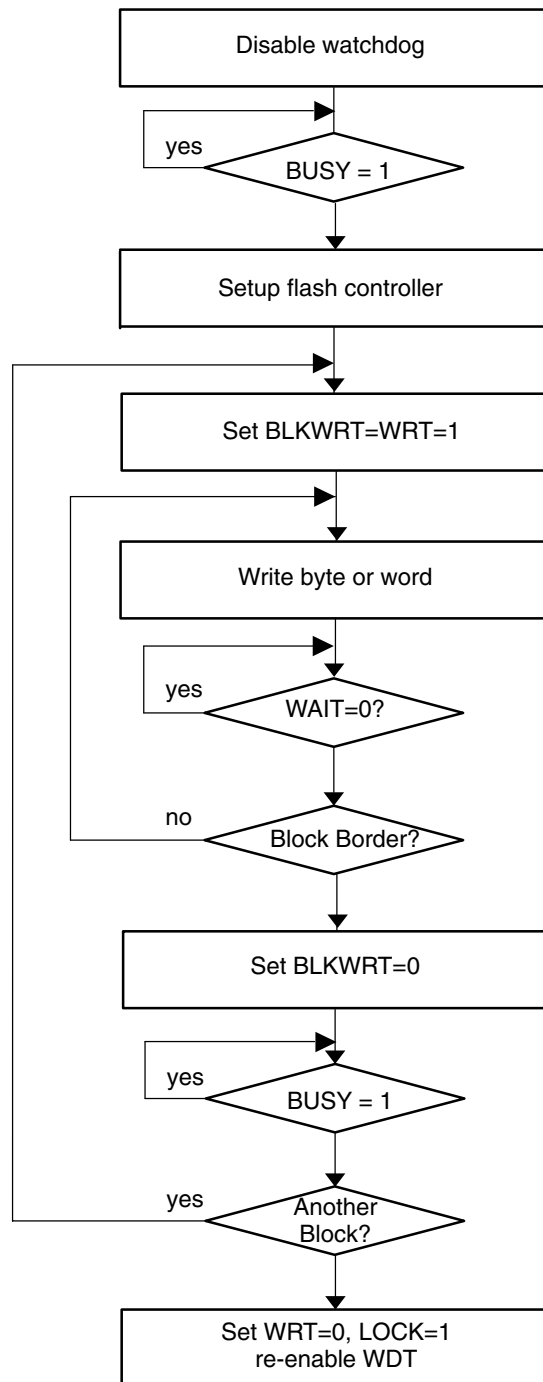 Disable watchdog
yes
BUSY = 1
Setup flash controller
Set BLKWRT=WRT=1
Write byte or word
yes
WAIT=0?
no
Block Border?
Set BLKWRT=0
yes
BUSY = 1
yes
Another
Block?
Set WRT=0, LOCK=1
re-enable WDT